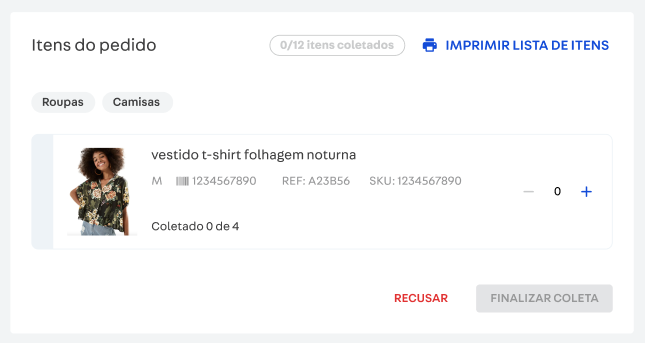 Itens do pedido
0/12 itens coletados
IMPRIMIR LISTA DE ITENS
Roupas
Camisas
vestido t-shirt folhagem noturna
M 1234567890 REF: A23B56 SKU: 1234567890
0
Coletado 0 de 4
RECUSAR
FINALIZAR COLETA